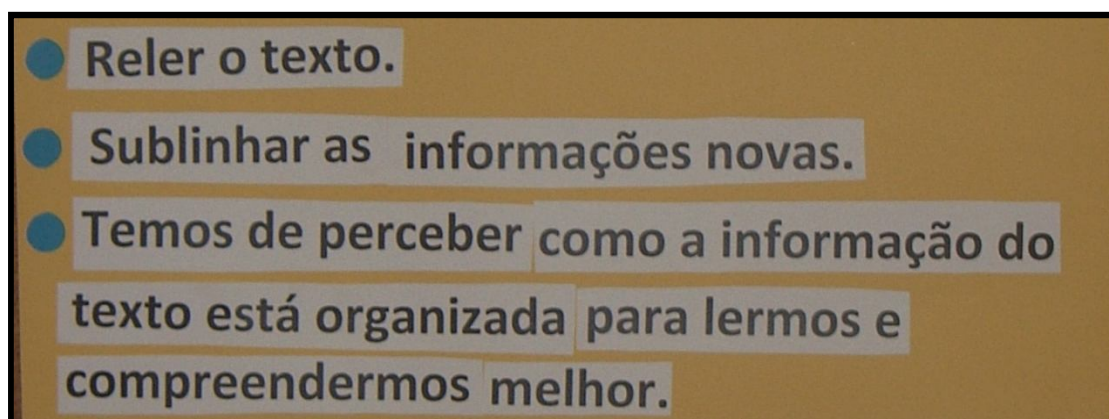 Reler o texto.
Sublinhar as informações novas.
Temos de perceber como a informação do
texto está organizada para lermos e
compreendermos melhor.